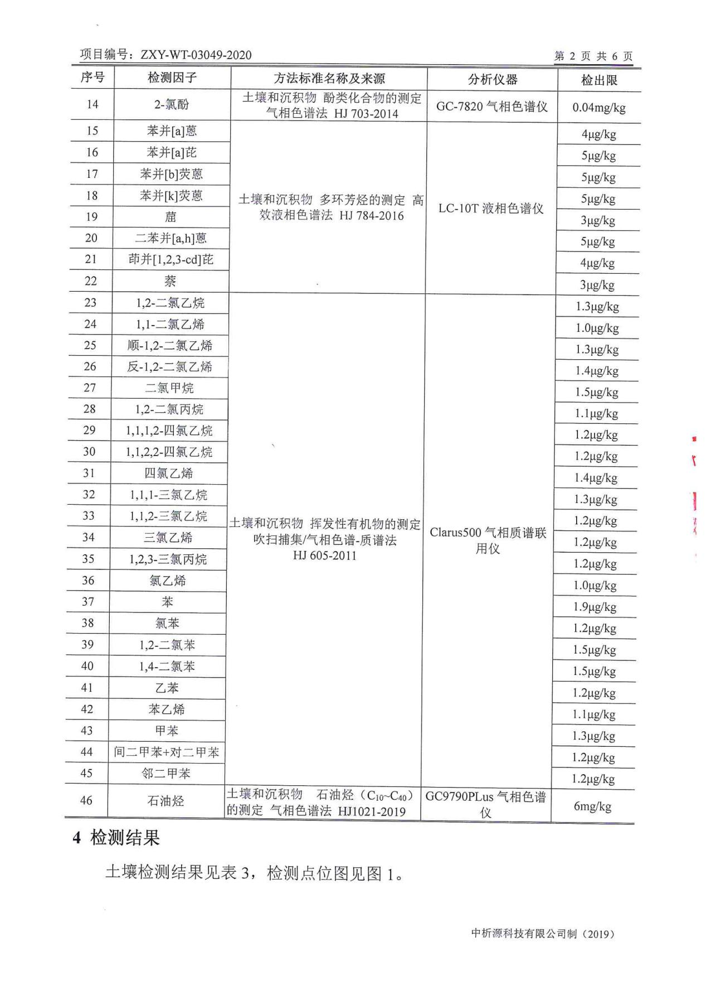 项目编号：ZXY-WT-03049-2020 第 2 页 共 6 页
序号 检测因子 方法标准名称及来源 分析仪器 检出限
14 2-氯酚 土壤和沉积物 酚类化合物的测定 气相色谱法 HJ 703-2014 GC-7820 气相色谱仪 0.04mg/kg
15 苯并[a]蒽 土壤和沉积物 多环芳烃的测定 高效液相色谱法 HJ 784-2016 LC-10T 液相色谱仪 4μg/kg
16 苯并[a]芘 5μg/kg
17 苯并[b]荧蒽 5μg/kg
18 苯并[k]荧蒽 5μg/kg
19 䓛 3μg/kg
20 二苯并[a,h]蒽 5μg/kg
21 茚并[1,2,3-cd]芘 4μg/kg
22 萘 3μg/kg
23 1,2-二氯乙烷 土壤和沉积物 挥发性有机物的测定 吹扫捕集/气相色谱-质谱法 HJ 605-2011 Clarus500 气相质谱联用仪 1.3μg/kg
24 1,1-二氯乙烯 1.0μg/kg
25 顺-1,2-二氯乙烯 1.3μg/kg
26 反-1,2-二氯乙烯 1.4μg/kg
27 二氯甲烷 1.5μg/kg
28 1,2-二氯丙烷 1.1μg/kg
29 1,1,1,2-四氯乙烷 1.2μg/kg
30 1,1,2,2-四氯乙烷 1.2μg/kg
31 四氯乙烯 1.4μg/kg
32 1,1,1-三氯乙烷 1.3μg/kg
33 1,1,2-三氯乙烷 1.2μg/kg
34 三氯乙烯 1.2μg/kg
35 1,2,3-三氯丙烷 1.2μg/kg
36 氯乙烯 1.0μg/kg
37 苯 1.9μg/kg
38 氯苯 1.2μg/kg
39 1,2-二氯苯 1.5μg/kg
40 1,4-二氯苯 1.5μg/kg
41 乙苯 1.2μg/kg
42 苯乙烯 1.1μg/kg
43 甲苯 1.3μg/kg
44 间二甲苯+对二甲苯 1.2μg/kg
45 邻二甲苯 1.2μg/kg
46 石油烃 土壤和沉积物 石油烃（C10~C40）的测定 气相色谱法 HJ1021-2019 GC9790PLus 气相色谱仪 6mg/kg
4 检测结果
土壤检测结果见表 3，检测点位图见图 1。
中析源科技有限公司制（2019）